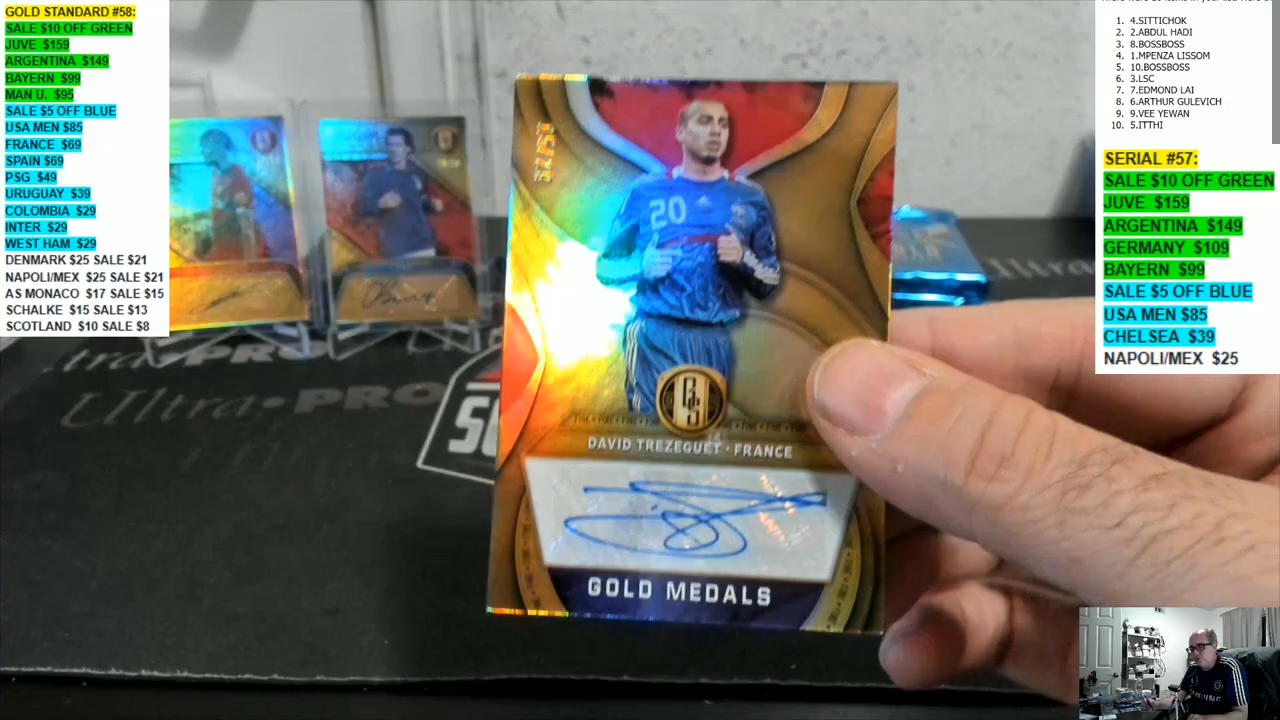 GOLD STANDARD #58:
SALE $10 OFF GREEN
JUVE $159
ARGENTINA $149
BAYERN $99
MAN U. $95
SALE $5 OFF BLUE
USA MEN $85
FRANCE $69
SPAIN $69
PSG $49
URUGUAY $39
COLOMBIA $29
INTER $29
WEST HAM $29
DENMARK $25 SALE $21
NAPOLI/MEX $25 SALE $21
AS MONACO $17 SALE $15
SCHALKE $15 SALE $13
SCOTLAND $10 SALE $8
20
GS
DAVID TREZEGUET • FRANCE
GOLD MEDALS
Ultra•PRO
1. 4.SITTICHOK
2. 2.ABDUL HADI
3. 8.BOSSBOSS
4. 1.MPENZA LISSOM
5. 10.BOSSBOSS
6. 3.LSC
7. 7.EDMOND LAI
8. 6.ARTHUR GULEVICH
9. 9.VEE YEWAN
10. 5.ITTHI
SERIAL #57:
SALE $10 OFF GREEN
JUVE $159
ARGENTINA $149
GERMANY $109
BAYERN $99
SALE $5 OFF BLUE
USA MEN $85
CHELSEA $39
NAPOLI/MEX $25